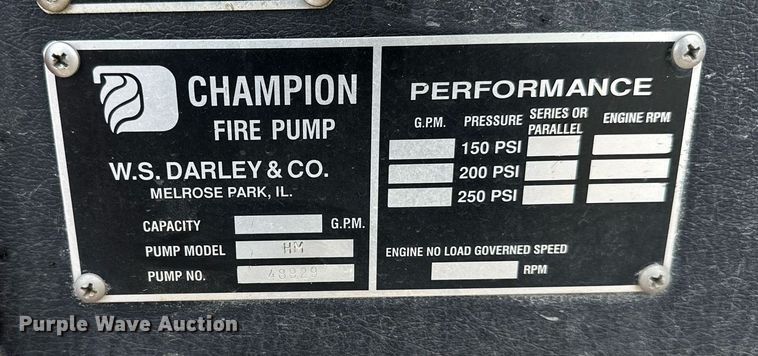 CHAMPION
FIRE PUMP
W.S. DARLEY & CO.
MELROSE PARK, IL.
CAPACITY G.P.M.
PUMP MODEL HM
PUMP NO. 48929
PERFORMANCE
G.P.M. PRESSURE SERIES OR PARALLEL ENGINE RPM
150 PSI
200 PSI
250 PSI
ENGINE NO LOAD GOVERNED SPEED
RPM
Purple Wave Auction